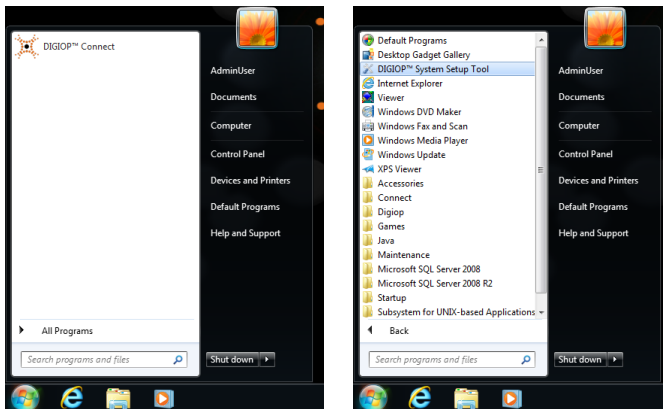 DIGIOP™ Connect
AdminUser
Documents
Computer
Control Panel
Devices and Printers
Default Programs
Help and Support
All Programs
Search programs and files
Shut down
Default Programs
Desktop Gadget Gallery
DIGIOP™ System Setup Tool
Internet Explorer
Viewer
Windows DVD Maker
Windows Fax and Scan
Windows Media Player
Windows Update
XPS Viewer
Accessories
Connect
Digiop
Games
Java
Maintenance
Microsoft SQL Server 2008
Microsoft SQL Server 2008 R2
Startup
Subsystem for UNIX-based Applications
Back
Search programs and files
AdminUser
Documents
Computer
Control Panel
Devices and Printers
Default Programs
Help and Support
Shut down